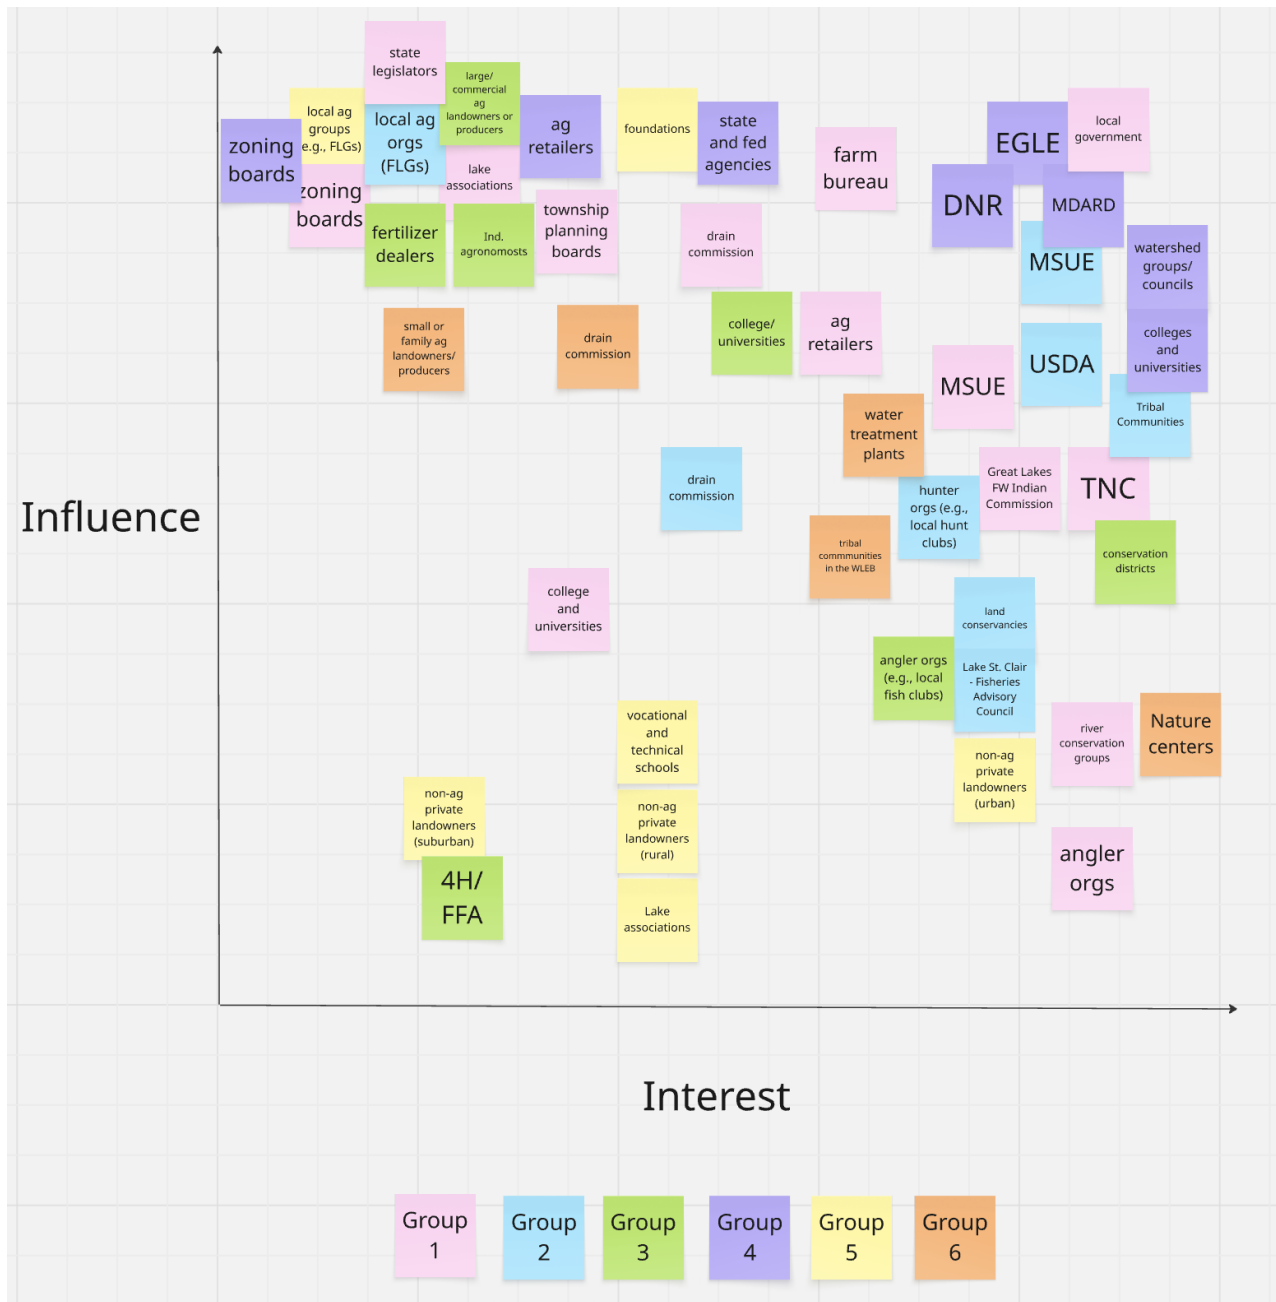 state
legislators
large/
commercial
ag
landowners or
producers
local ag
groups
e.g., FLGs)
local ag
orgs
(FLGs)
ag
retailers
foundations
state
and fed
agencies
farm
bureau
EGLE
local
government
zoning
boards
zoning
boards
lake
associations
DNR
MDARD
fertilizer
dealers
Ind.
agronomosts
township
planning
boards
drain
commission
MSUE
watershed
groups/
councils
small or
family ag
landowners/
producers
drain
commission
college/
universities
ag
retailers
MSUE
USDA
colleges
and
universities
Tribal
Communities
water
treatment
plants
drain
commission
hunter
orgs (e.g.,
local hunt
clubs)
Great Lakes
FW Indian
Commission
TNC
Influence
tribal
commmunities
in the WLEB
conservation
districts
college
and
universities
land
conservancies
angler orgs
(e.g., local
fish clubs)
Lake St. Clair
- Fisheries
Advisory
Council
vocational
and
technical
schools
river
conservation
groups
Nature
centers
non-ag
private
landowners
(urban)
non-ag
private
landowners
(suburban)
non-ag
private
landowners
(rural)
4H/
FFA
angler
orgs
Lake
associations
Interest
Group
1
Group
2
Group
3
Group
4
Group
5
Group
6